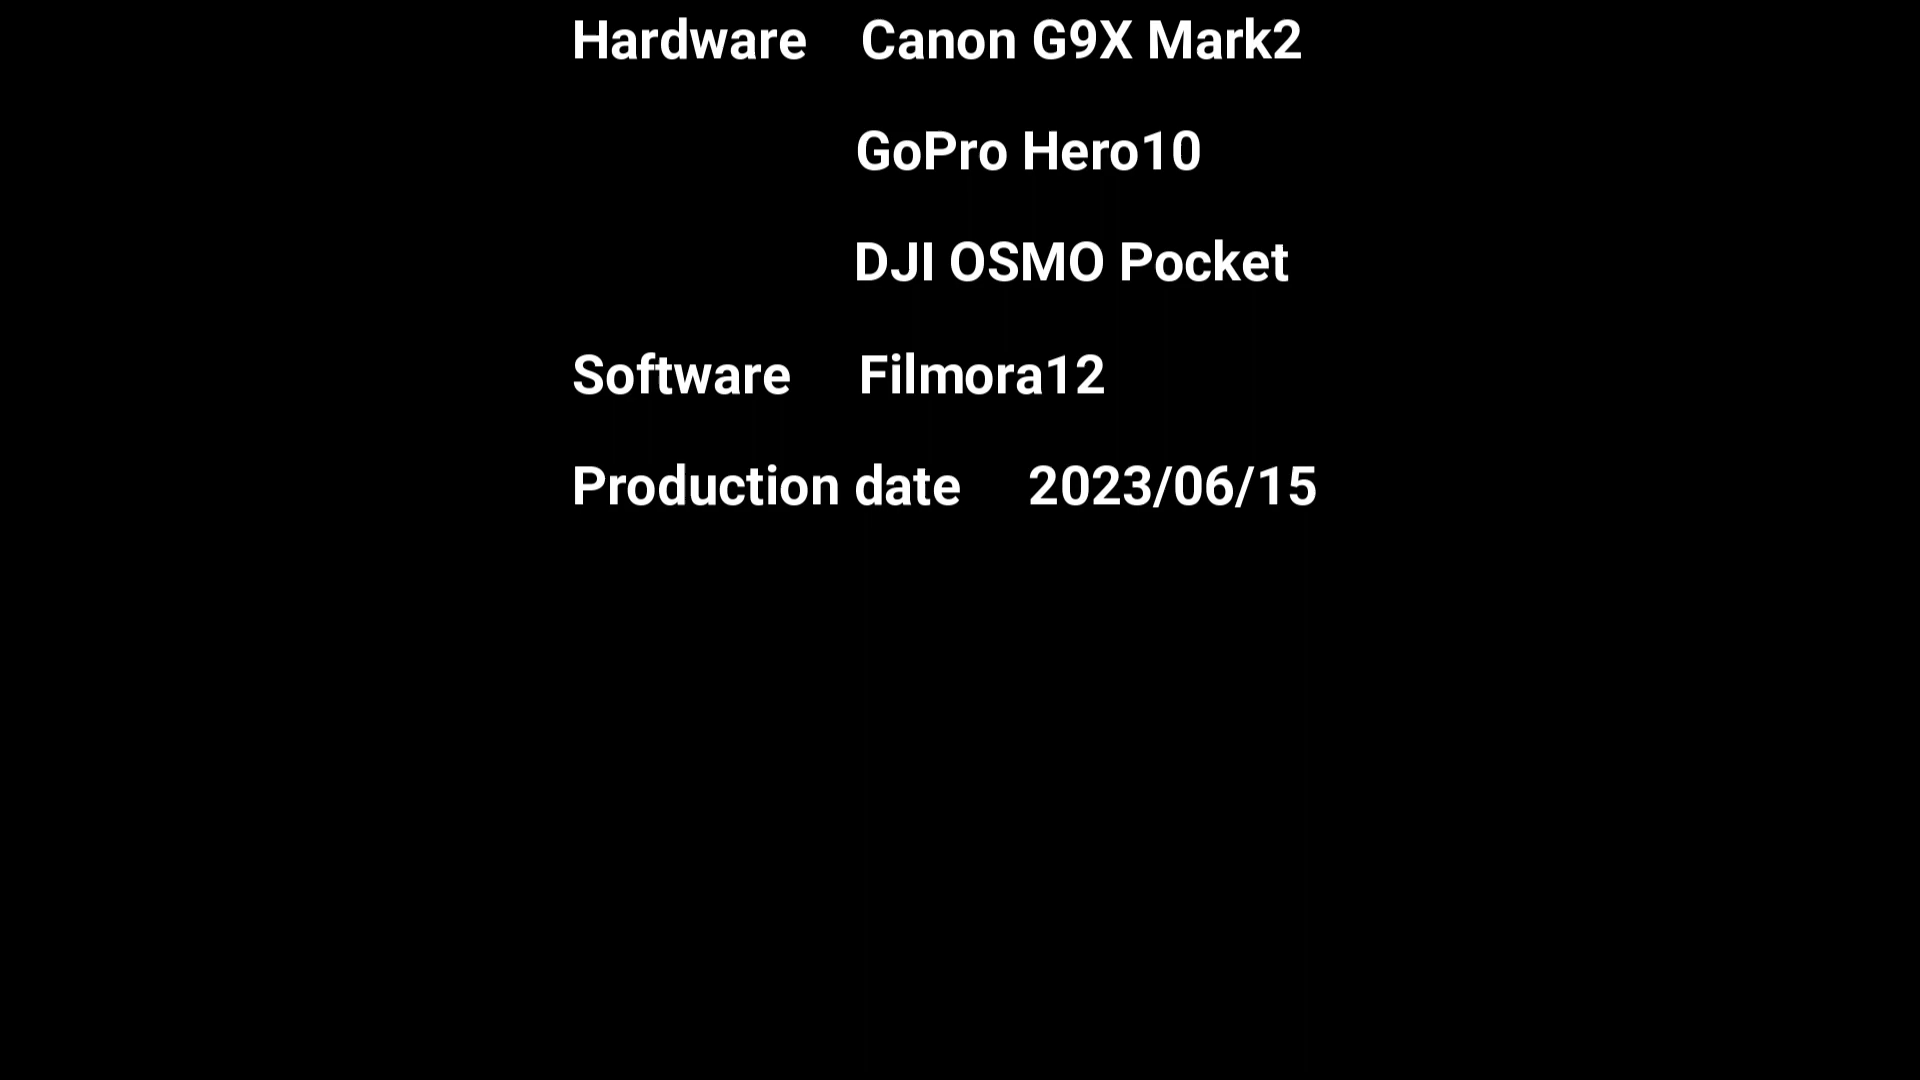 Hardware Canon G9X Mark2
GoPro Hero10
DJI OSMO Pocket
Software Filmora12
Production date 2023/06/15